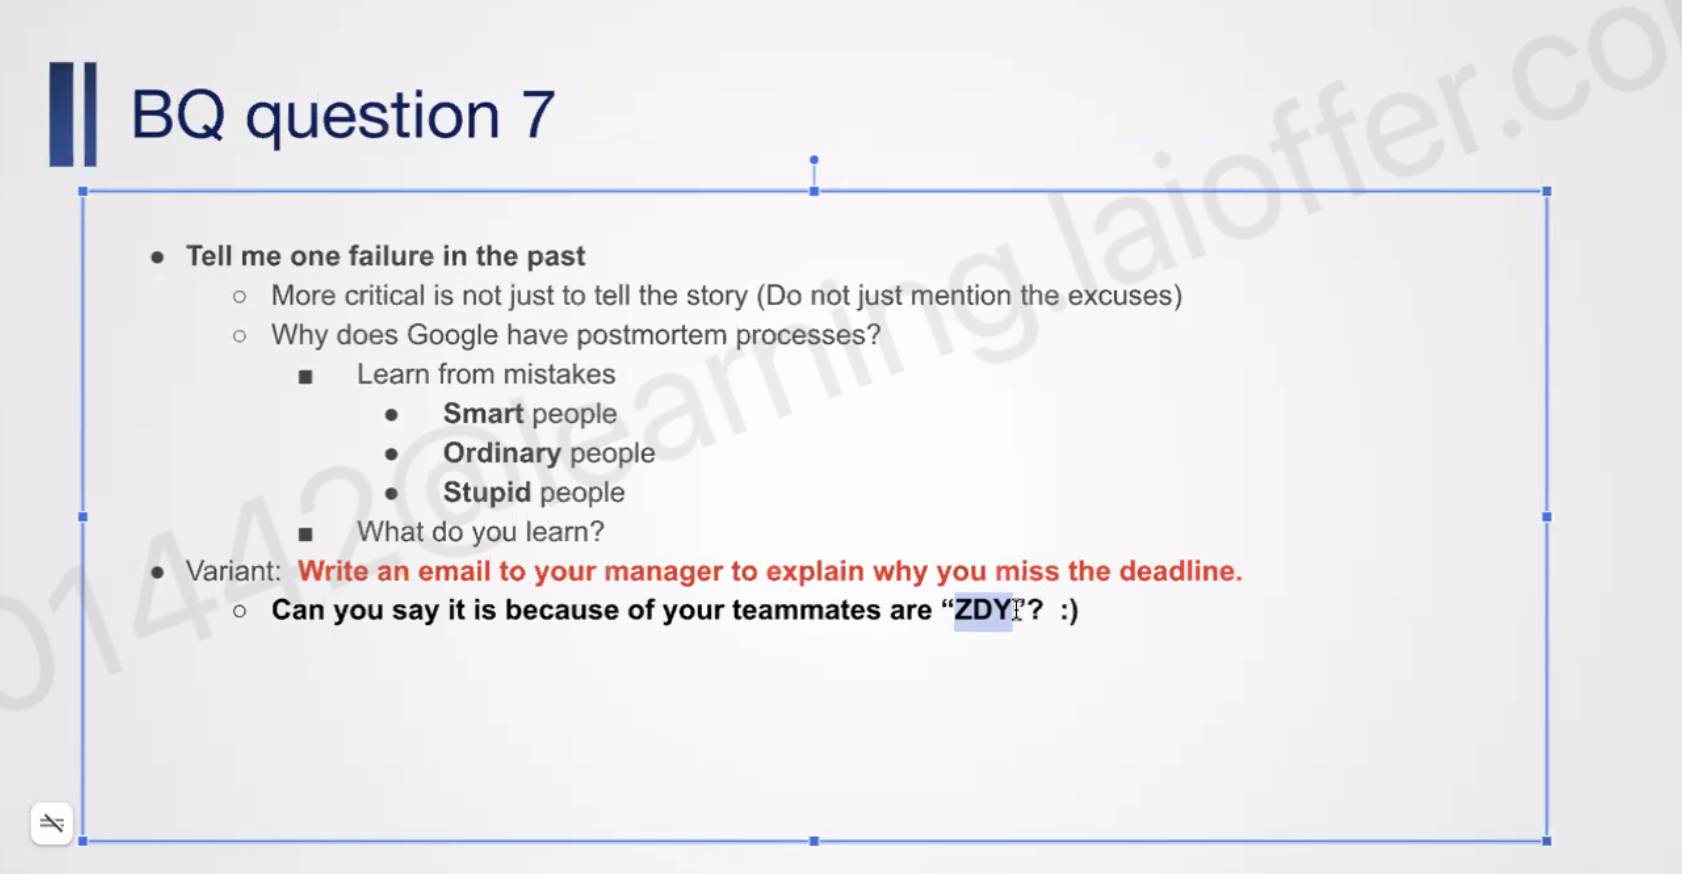 BQ question 7
Tell me one failure in the past
More critical is not just to tell the story (Do not just mention the excuses)
Why does Google have postmortem processes?
Learn from mistakes
Smart people
Ordinary people
Stupid people
What do you learn?
Variant: Write an email to your manager to explain why you miss the deadline.
Can you say it is because of your teammates are “ZDY”? :)
01442@learning.laioffer.co